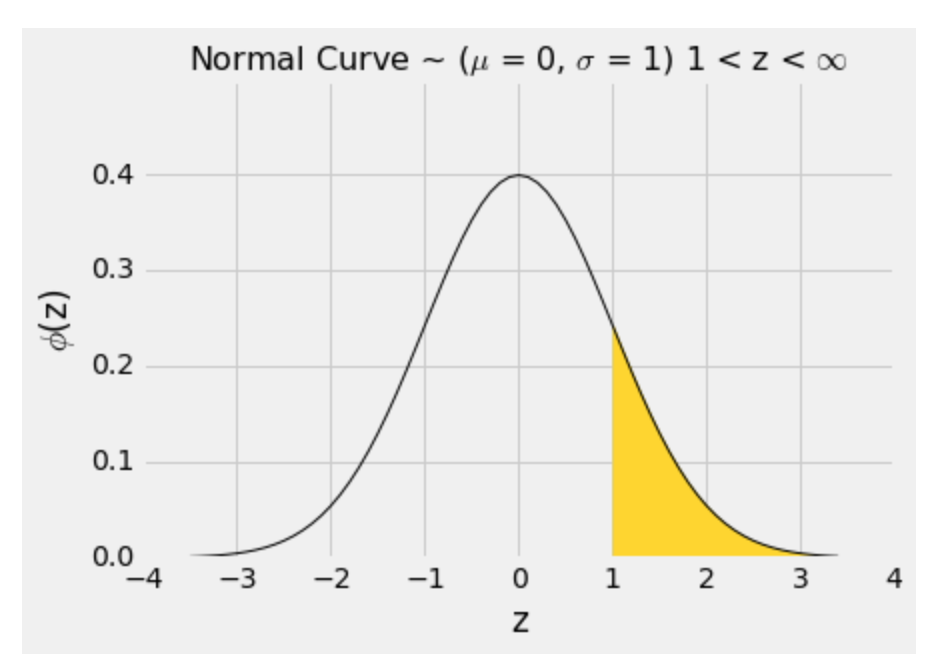 Normal Curve ~ (μ = 0, σ = 1) 1 < z < ∞
0.4
0.3
0.2
0.1
0.0
ϕ(z)
−4 −3 −2 −1 0 1 2 3 4
z